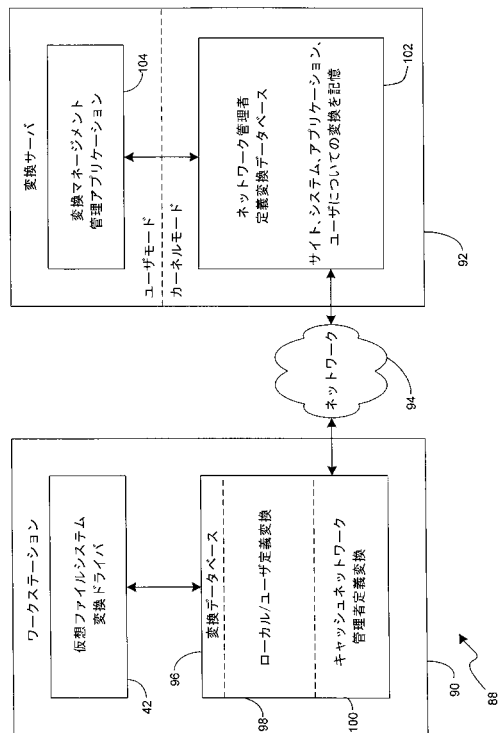 ワークステーション
仮想ファイルシステム
変換ドライバ
42
変換データベース
96
ローカル/ユーザ定義変換
98
キャッシュネットワーク
管理者定義変換
100
90
88
ネットワーク
94
変換サーバ
変換マネージメント
管理アプリケーション
104
ユーザモード
カーネルモード
ネットワーク管理者
定義変換データベース
サイト、システム、アプリケーション、
ユーザについての変換を記憶
102
92